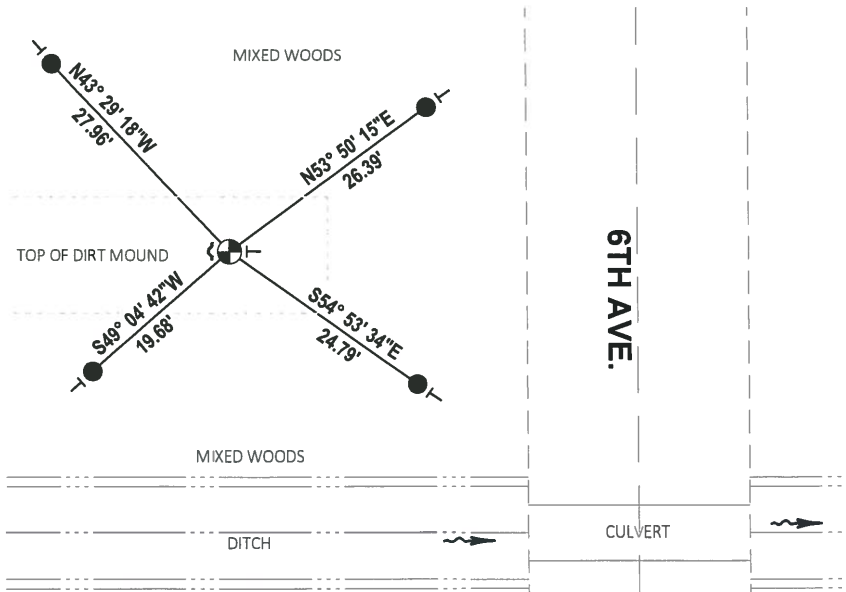 MIXED WOODS
N43° 29' 18"W
27.96'
N53° 50' 15"E
26.39'
6TH AVE.
TOP OF DIRT MOUND
S49° 04' 42"W
19.68'
S54° 53' 34"E
24.79'
MIXED WOODS
DITCH
CULVERT